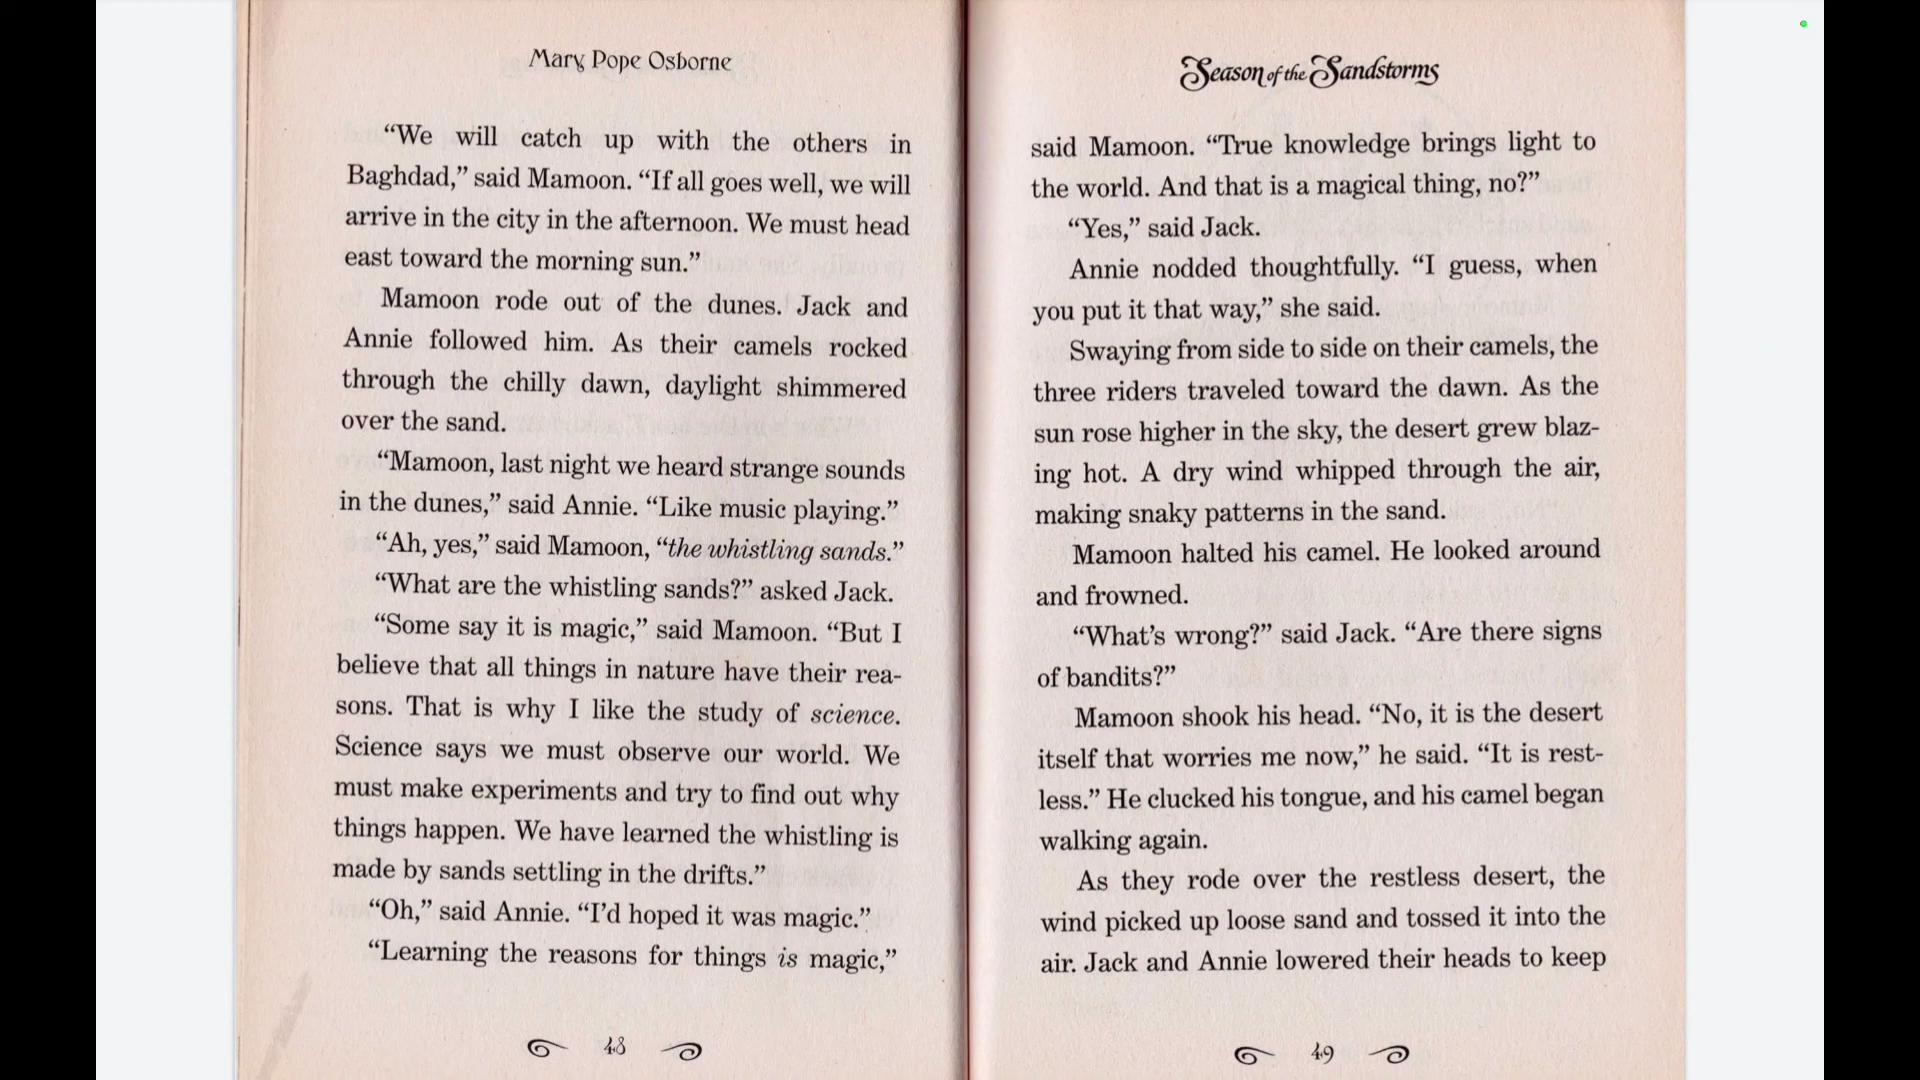 Mary Pope Osborne
“We will catch up with the others in
Baghdad,” said Mamoon. “If all goes well, we will
arrive in the city in the afternoon. We must head
east toward the morning sun.”
Mamoon rode out of the dunes. Jack and
Annie followed him. As their camels rocked
through the chilly dawn, daylight shimmered
over the sand.
“Mamoon, last night we heard strange sounds
in the dunes,” said Annie. “Like music playing.”
“Ah, yes,” said Mamoon, “the whistling sands.”
“What are the whistling sands?” asked Jack.
“Some say it is magic,” said Mamoon. “But I
believe that all things in nature have their rea-
sons. That is why I like the study of science.
Science says we must observe our world. We
must make experiments and try to find out why
things happen. We have learned the whistling is
made by sands settling in the drifts.”
“Oh,” said Annie. “I’d hoped it was magic.”
“Learning the reasons for things is magic,”
48
Season of the Sandstorms
said Mamoon. “True knowledge brings light to
the world. And that is a magical thing, no?”
“Yes,” said Jack.
Annie nodded thoughtfully. “I guess, when
you put it that way,” she said.
Swaying from side to side on their camels, the
three riders traveled toward the dawn. As the
sun rose higher in the sky, the desert grew blaz-
ing hot. A dry wind whipped through the air,
making snaky patterns in the sand.
Mamoon halted his camel. He looked around
and frowned.
“What’s wrong?” said Jack. “Are there signs
of bandits?”
Mamoon shook his head. “No, it is the desert
itself that worries me now,” he said. “It is rest-
less.” He clucked his tongue, and his camel began
walking again.
As they rode over the restless desert, the
wind picked up loose sand and tossed it into the
air. Jack and Annie lowered their heads to keep
49